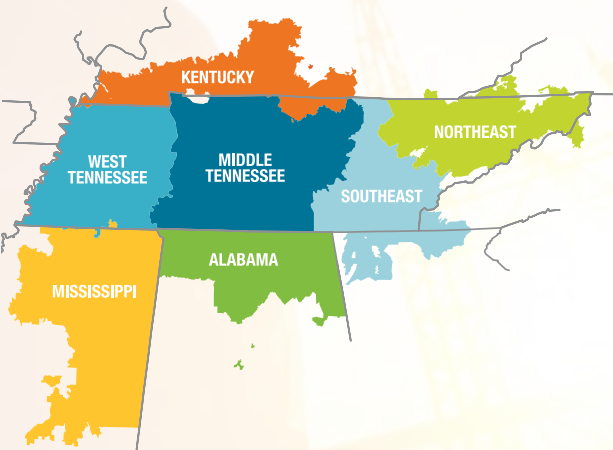 KENTUCKY
NORTHEAST
WEST
TENNESSEE
MIDDLE
TENNESSEE
SOUTHEAST
ALABAMA
MISSISSIPPI